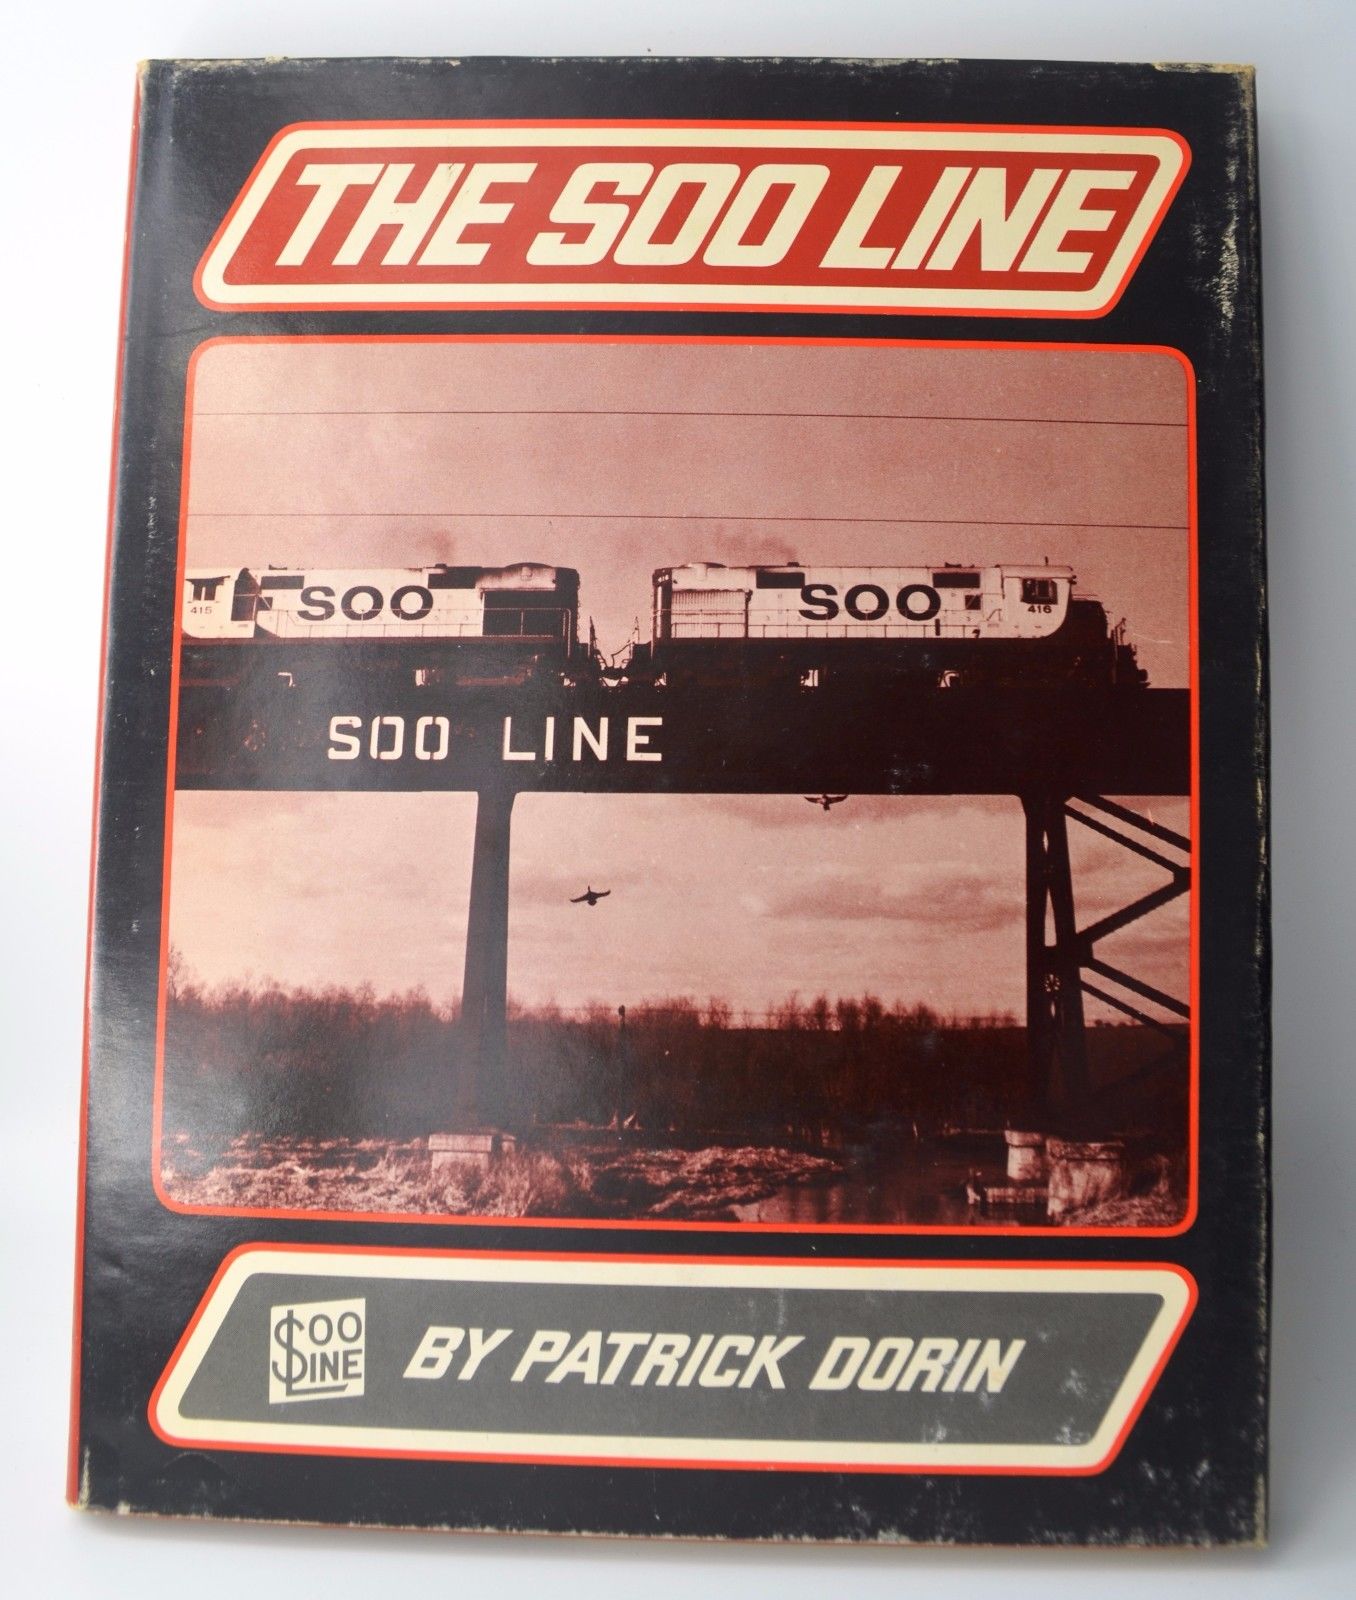 THE SOO LINE
SOO
SOO
415
416
SOO LINE
SOO
LINE
BY PATRICK DORIN